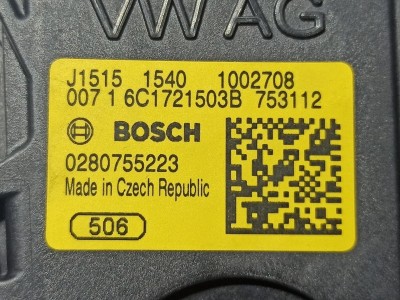 VW AG
J1515 1540 1002708
007 1 6C1721503B 753112
BOSCH
0280755223
Made in Czech Republic
506